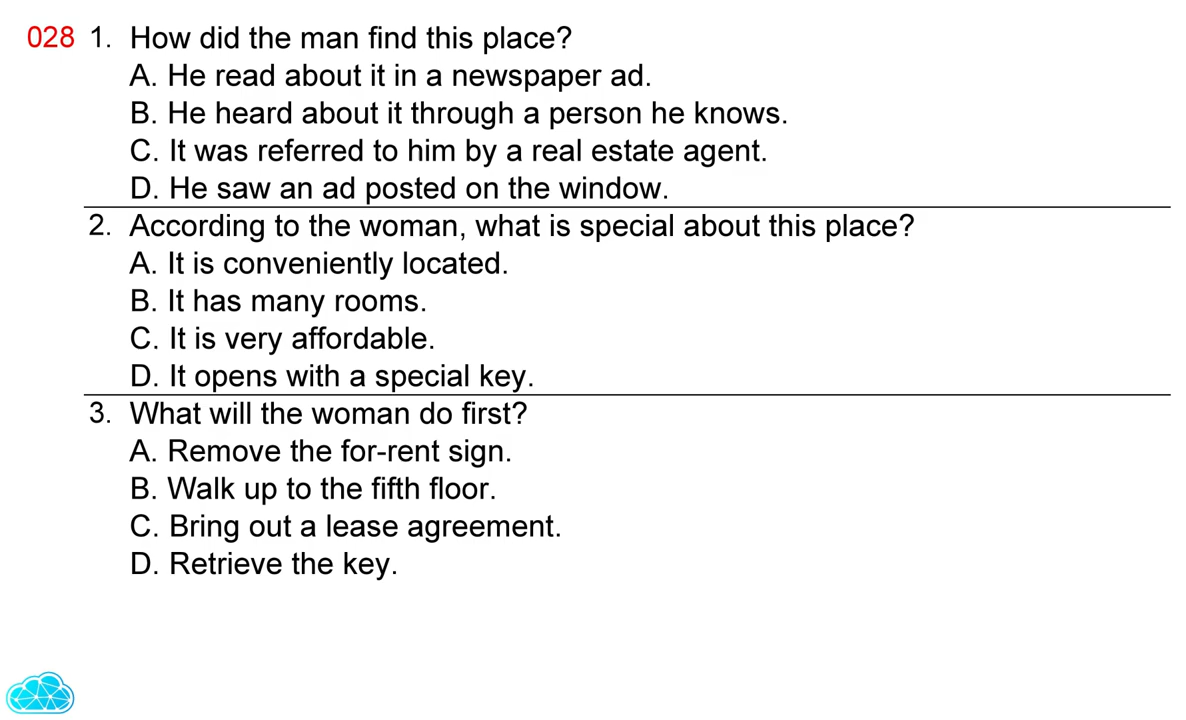 028 1. How did the man find this place?
A. He read about it in a newspaper ad.
B. He heard about it through a person he knows.
C. It was referred to him by a real estate agent.
D. He saw an ad posted on the window.
2. According to the woman, what is special about this place?
A. It is conveniently located.
B. It has many rooms.
C. It is very affordable.
D. It opens with a special key.
3. What will the woman do first?
A. Remove the for-rent sign.
B. Walk up to the fifth floor.
C. Bring out a lease agreement.
D. Retrieve the key.